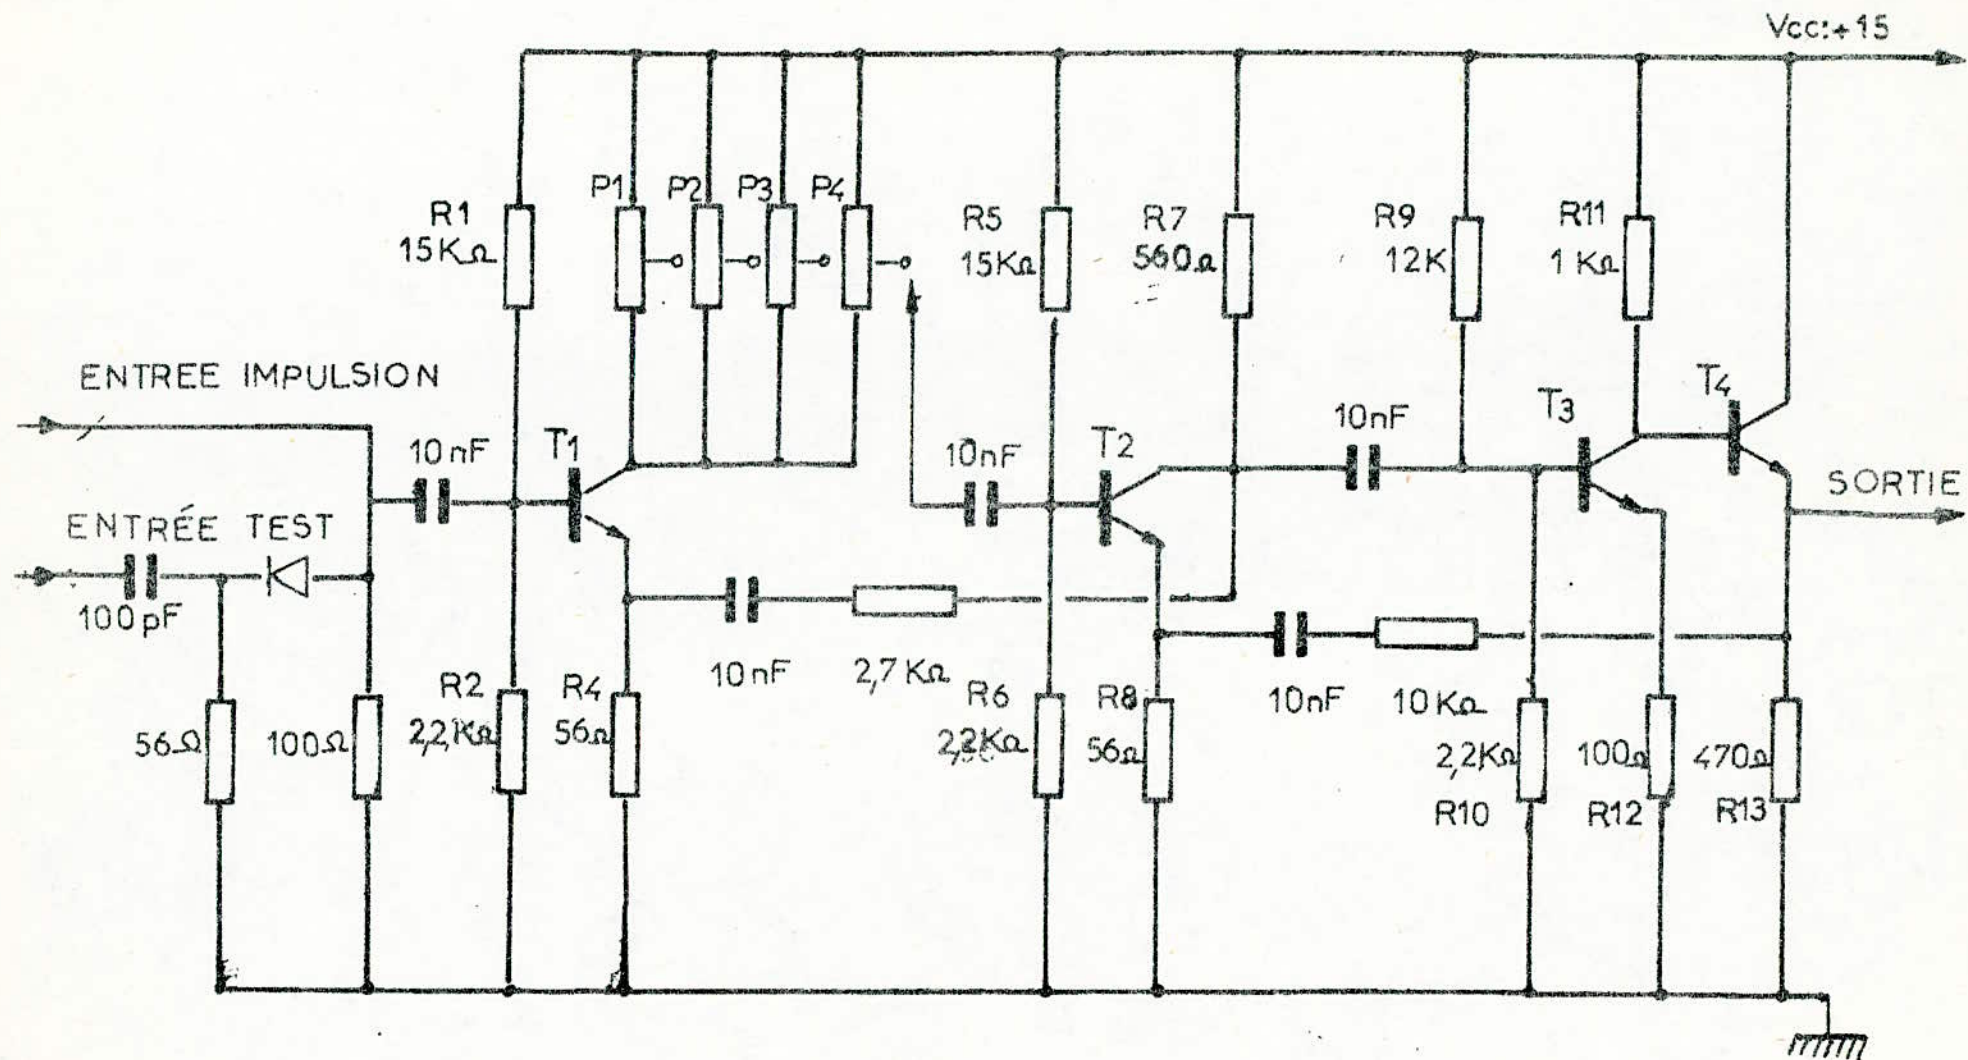 Vcc:+15
P1 P2 P3 P4
R1
15KΩ
R5
15KΩ
R7
560Ω
R9
12K
R11
1 KΩ
ENTREE IMPULSION
10nF
T1
10nF
T2
10nF
T3
T4
SORTIE
ENTRÉE TEST
100pF
10nF
2,7KΩ
10nF
10KΩ
56Ω
100Ω
R2
2,2KΩ
R4
56Ω
R6
2,2KΩ
R8
56Ω
2,2KΩ
R10
100Ω
R12
470Ω
R13